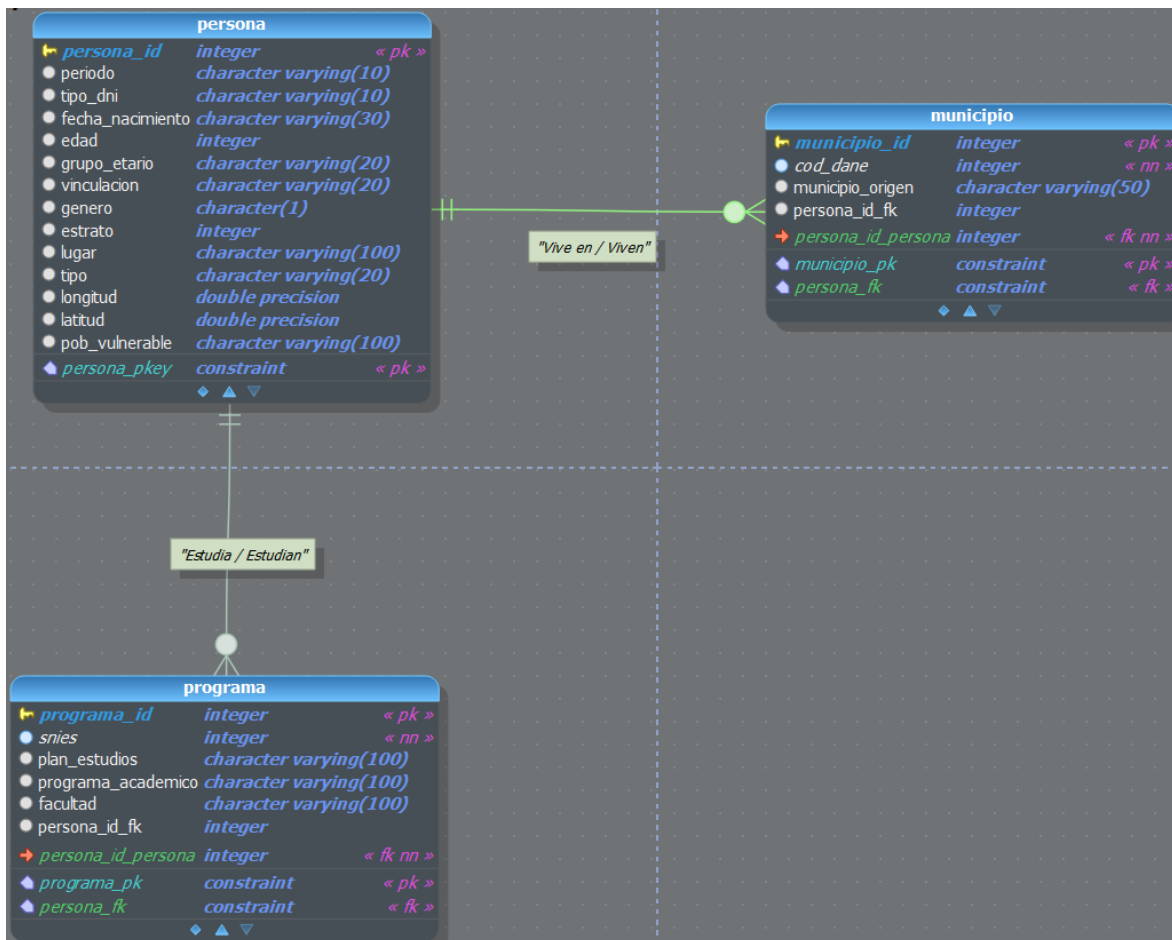 persona
persona_id integer « pk »
periodo character varying(10)
tipo_dni character varying(10)
fecha_nacimiento character varying(30)
edad integer
grupo_etario character varying(20)
vinculacion character varying(20)
genero character(1)
estrato integer
lugar character varying(100)
tipo character varying(20)
longitud double precision
latitud double precision
pob_vulnerable character varying(100)
persona_pkey constraint « pk »
"Vive en / Viven"
municipio
municipio_id integer « pk »
cod_dane integer « nn »
municipio_origen character varying(50)
persona_id_fk integer
persona_id_persona integer « fk nn »
municipio_pk constraint « pk »
persona_fk constraint « fk »
"Estudia / Estudian"
programa
programa_id integer « pk »
snies integer « nn »
plan_estudios character varying(100)
programa_academico character varying(100)
facultad character varying(100)
persona_id_fk integer
persona_id_persona integer « fk nn »
programa_pk constraint « pk »
persona_fk constraint « fk »